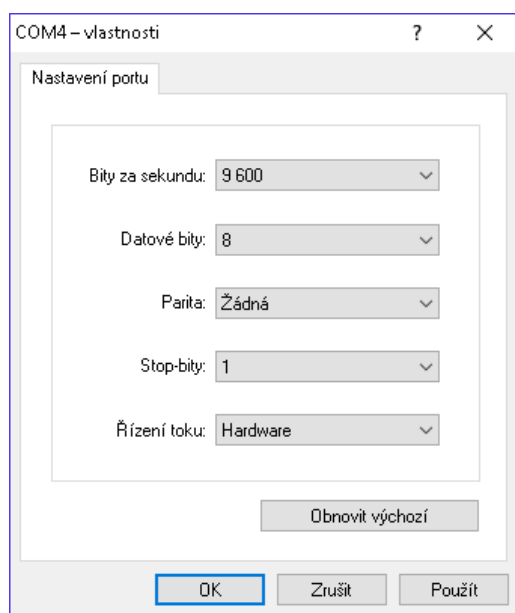 COM4 – vlastnosti ?
Nastavení portu
Bity za sekundu: 9 600
Datové bity: 8
Parita: Žádná
Stop-bity: 1
Řízení toku: Hardware
Obnovit výchozí
OK Zrušit Použít